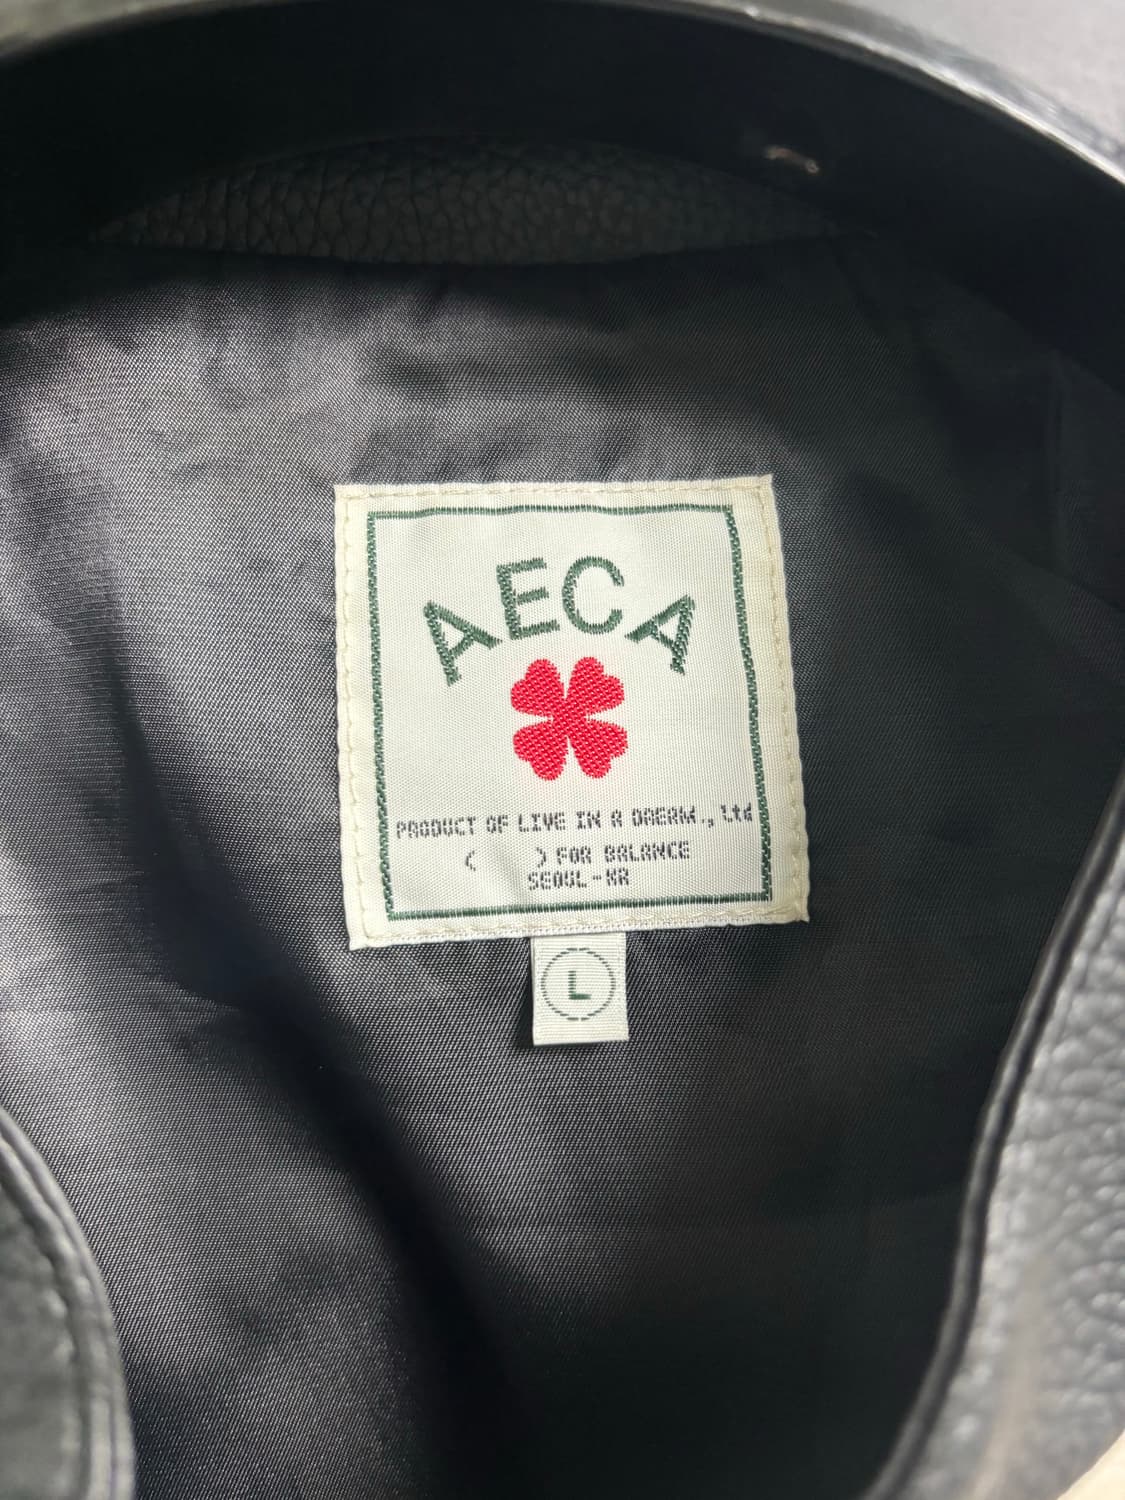 AECA
PRODUCT OF LIVE IN A DREAM., Ltd
( ) FOR BALANCE
SEOUL-KR
L